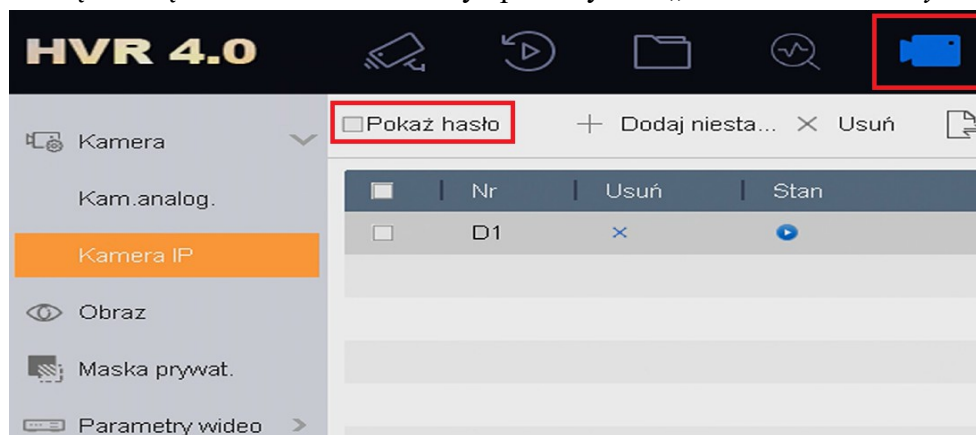 HVR 4.0
Kamera
Pokaż hasło
Dodaj niesta...
Usuń
Kam.analog.
Nr
Usuń
Stan
D1
Kamera IP
Obraz
Maska prywat.
Parametry wideo